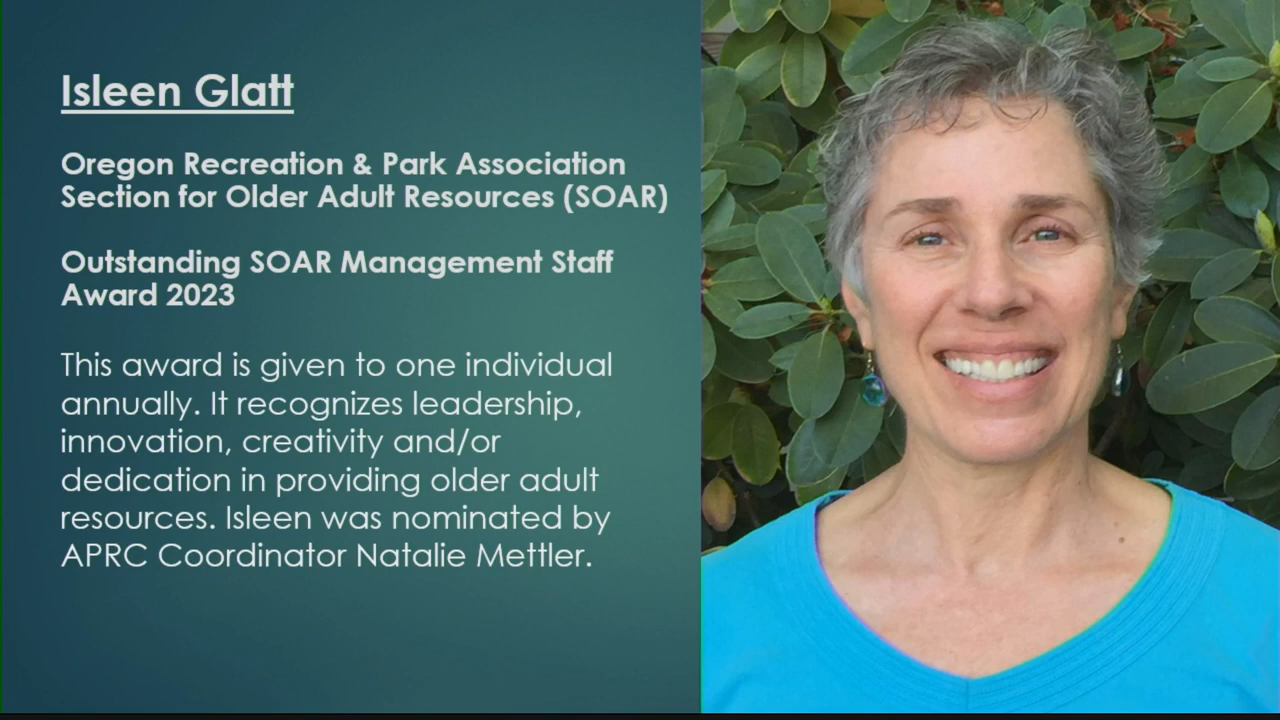 Isleen Glatt
Oregon Recreation & Park Association
Section for Older Adult Resources (SOAR)
Outstanding SOAR Management Staff
Award 2023
This award is given to one individual
annually. It recognizes leadership,
innovation, creativity and/or
dedication in providing older adult
resources. Isleen was nominated by
APRC Coordinator Natalie Mettler.